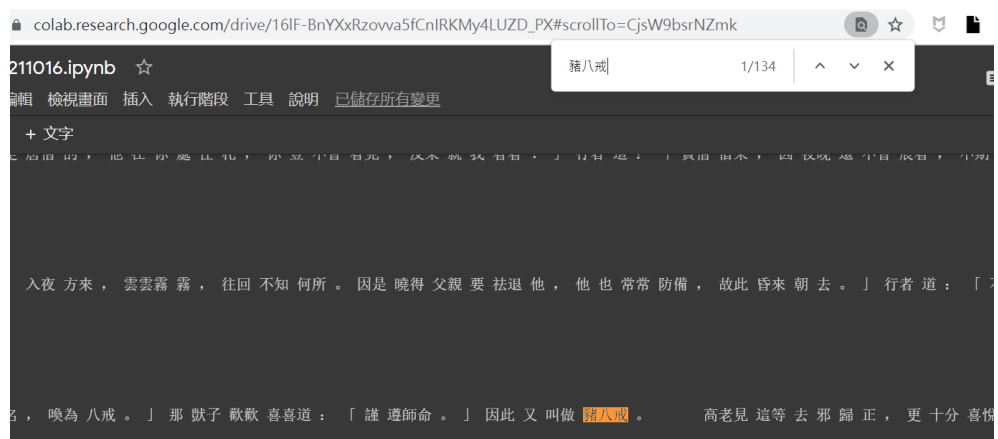 colab.research.google.com/drive/16lF-BnYXxRzovva5fCnIRKMy4LUZD_PX#scrollTo=CjsW9bsrNZmk
豬八戒 1/134
211016.ipynb
編輯 檢視畫面 插入 執行階段 工具 說明 已儲存所有變更
+ 文字
入夜 方來 , 雲雲霧 霧 , 往回 不知 何所 。 因是 曉得 父親 要 祛退 他 , 他 也 常常 防備 , 故此 昏來 朝 去 。 」 行者 道 : 「
名 , 喚為 八戒 。 」 那 獃子 歡歡 喜喜道 : 「 謹 遵師命 。 」 因此 又 叫做 豬八戒 。 高老見 這等 去 邪 歸 正 , 更 十分 喜悅